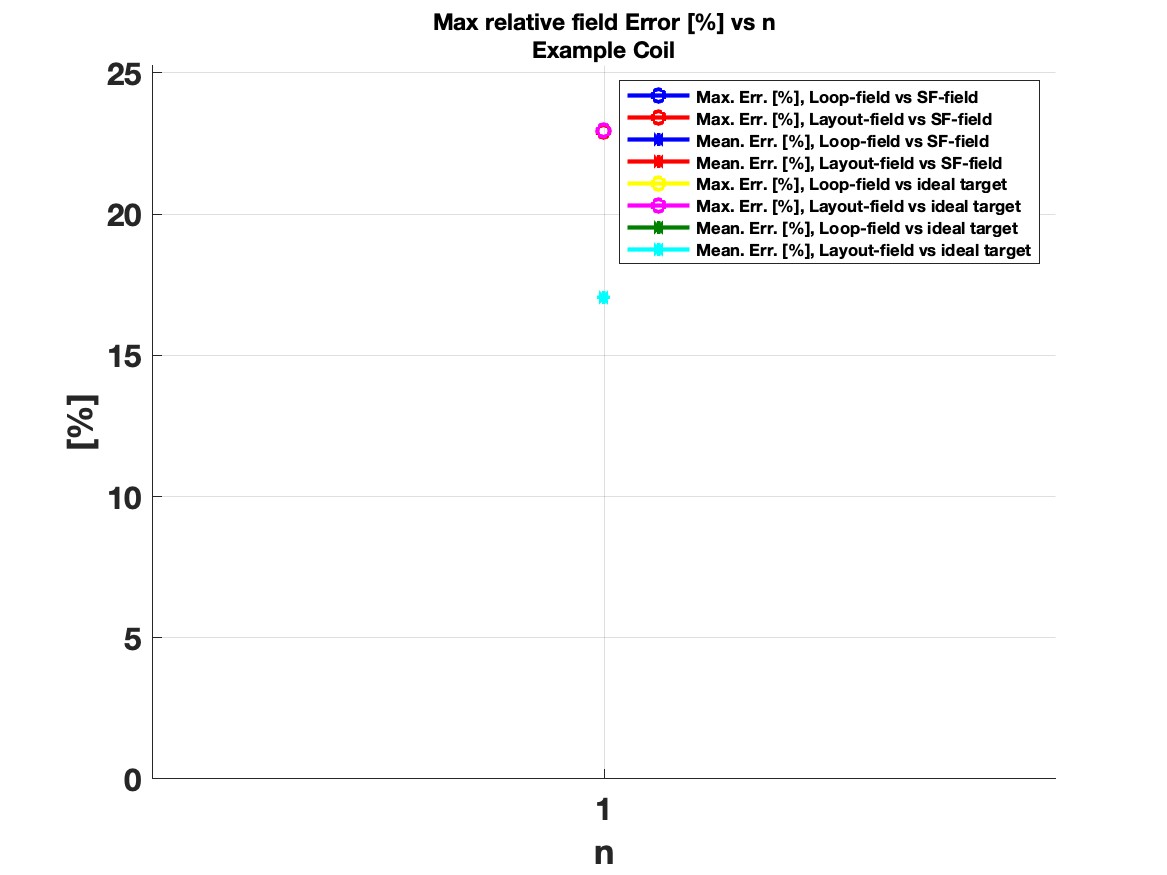 Max relative field Error [%] vs n
Example Coil
25
20
15
10
5
0
[%]
Max. Err. [%], Loop-field vs SF-field
Max. Err. [%], Layout-field vs SF-field
Mean. Err. [%], Loop-field vs SF-field
Mean. Err. [%], Layout-field vs SF-field
Max. Err. [%], Loop-field vs ideal target
Max. Err. [%], Layout-field vs ideal target
Mean. Err. [%], Loop-field vs ideal target
Mean. Err. [%], Layout-field vs ideal target
1
n